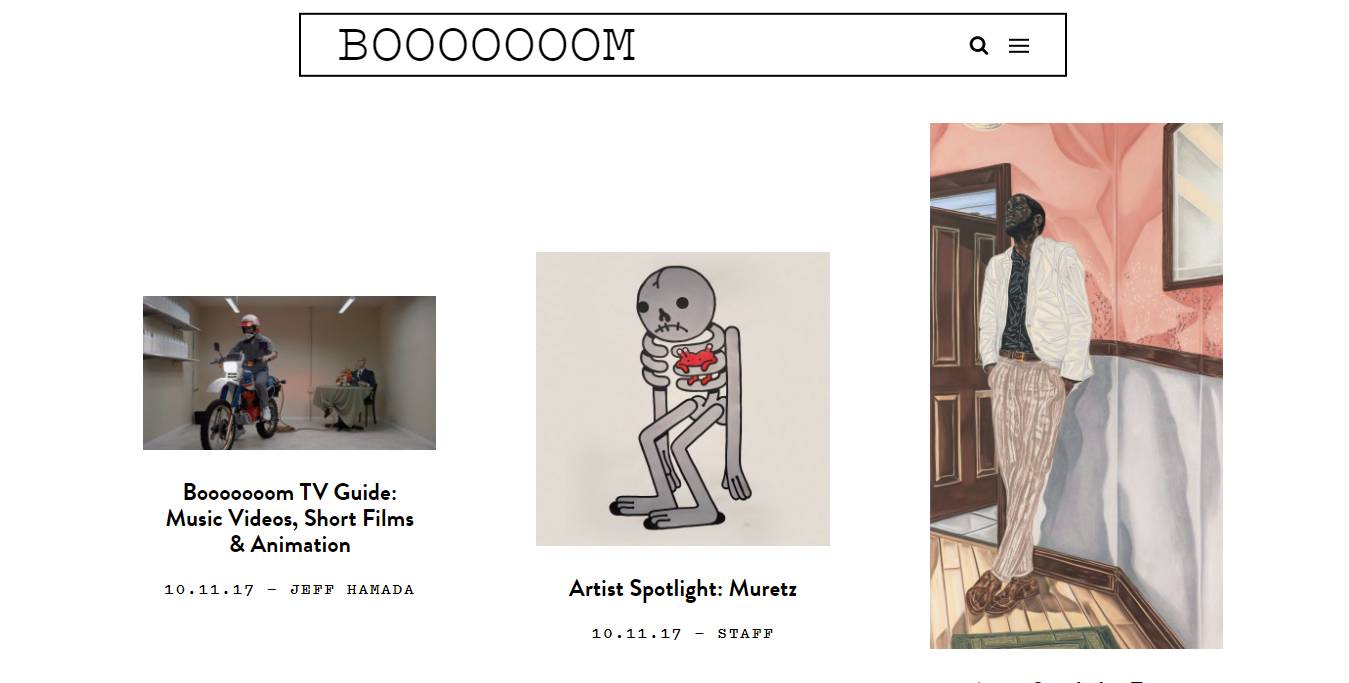 BOOOOOOOM
Booooooom TV Guide:
Music Videos, Short Films
& Animation
10.11.17 – JEFF HAMADA
Artist Spotlight: Muretz
10.11.17 – STAFF